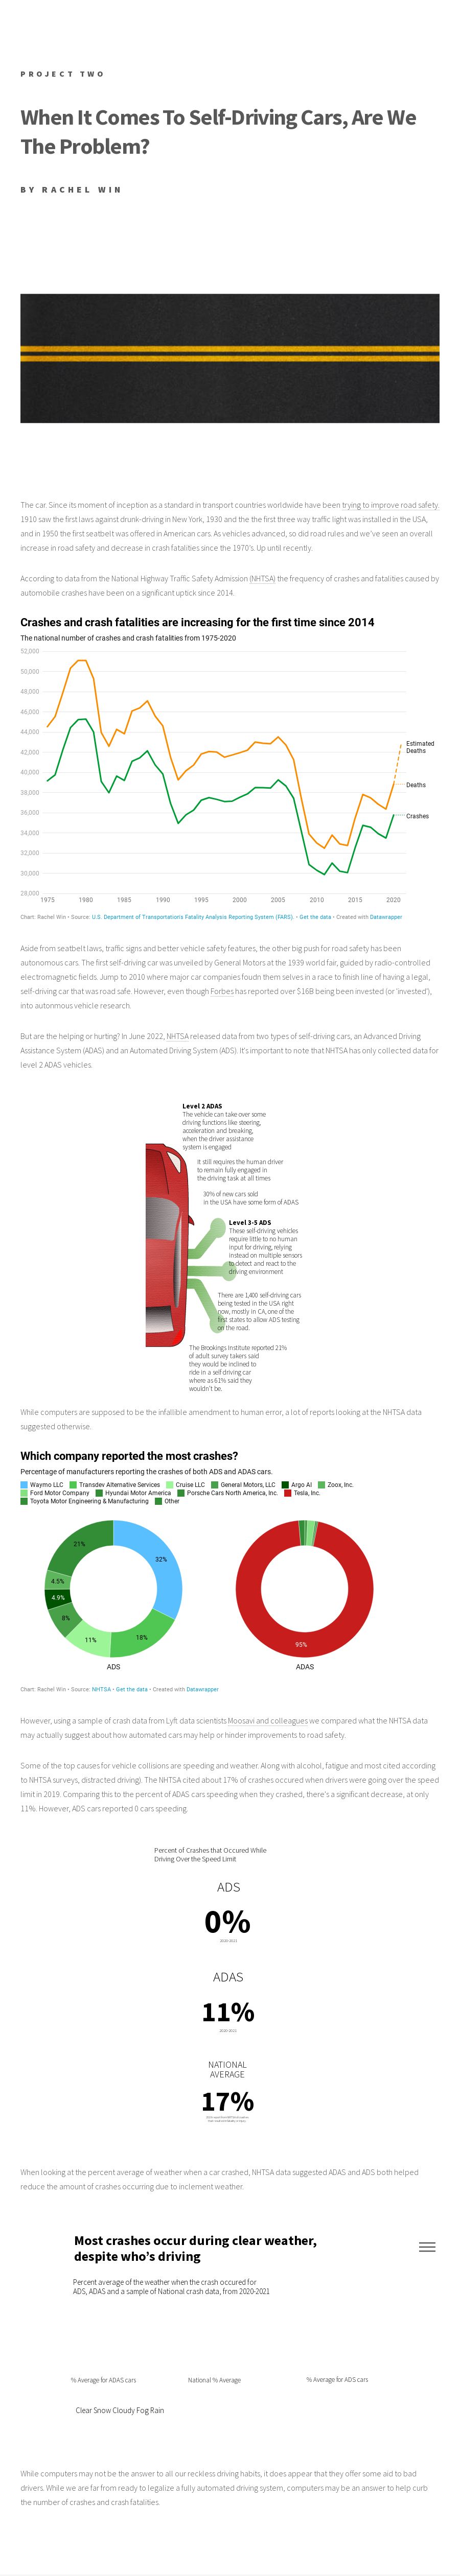 PROJECT TWO
When It Comes To Self-Driving Cars, Are We
The Problem?
BY RACHEL WIN
The car. Since its moment of inception as a standard in transport countries worldwide have been trying to improve road safety.
1910 saw the first laws against drunk-driving in New York, 1930 and the the first three way traffic light was installed in the USA,
and in 1950 the first seatbelt was offered in American cars. As vehicles advanced, so did road rules and we've seen an overall
increase in road safety and decrease in crash fatalities since the 1970's. Up until recently.
According to data from the National Highway Traffic Safety Admission (NHTSA) the frequency of crashes and fatalities caused by
automobile crashes have been on a significant uptick since 2014.
Crashes and crash fatalities are increasing for the first time since 2014
The national number of crashes and crash fatalities from 1975-2020
52,000
50,000
48,000
46,000
44,000
42,000
40,000
38,000
36,000
34,000
32,000
30,000
28,000
Estimated
Deaths
Deaths
Crashes
1975 1980 1985 1990 1995 2000 2005 2010 2015 2020
Chart: Rachel Win • Source: U.S. Department of Transportation's Fatality Analysis Reporting System (FARS). • Get the data • Created with Datawrapper
Aside from seatbelt laws, traffic signs and better vehicle safety features, the other big push for road safety has been
autonomous cars. The first self-driving car was unveiled by General Motors at the 1939 world fair, guided by radio-controlled
electromagnetic fields. Jump to 2010 where major car companies fouth them selves in a race to finish line of having a legal,
self-driving car that was road safe. However, even though Forbes has reported over $16B being been invested (or 'invested'),
into autonmous vehicle research.
But are the helping or hurting? In June 2022, NHTSA released data from two types of self-driving cars, an Advanced Driving
Assistance System (ADAS) and an Automated Driving System (ADS). It's important to note that NHTSA has only collected data for
level 2 ADAS vehicles.
Level 2 ADAS
The vehicle can take over some
driving functions like steering,
acceleration and breaking,
when the driver assistance
system is engaged
It still requires the human driver
to remain fully engaged in
the driving task at all times
30% of new cars sold
in the USA have some form of ADAS
Level 3-5 ADS
These self-driving vehicles
require little to no human
input for driving, relying
instead on multiple sensors
to detect and react to the
driving environment
There are 1,400 self-driving cars
being tested in the USA right
now, mostly in CA, one of the
first states to allow ADS testing
on the road.
The Brookings Institute reported 21%
of adult survey takers said
they would be inclined to
ride in a self driving car
where as 61% said they
wouldn't be.
While computers are supposed to be the infallible amendment to human error, a lot of reports looking at the NHTSA data
suggested otherwise.
Which company reported the most crashes?
Percentage of manufacturers reporting the crashes of both ADS and ADAS cars.
Waymo LLC Transdev Alternative Services Cruise LLC General Motors, LLC Argo AI Zoox, Inc.
Ford Motor Company Hyundai Motor America Porsche Cars North America, Inc. Tesla, Inc.
Toyota Motor Engineering & Manufacturing Other
21%
32%
4.5%
4.9%
8%
11%
18%
95%
ADS
ADAS
Chart: Rachel Win • Source: NHTSA • Get the data • Created with Datawrapper
However, using a sample of crash data from Lyft data scientists Moosavi and colleagues we compared what the NHTSA data
may actually suggest about how automated cars may help or hinder improvements to road safety.
Some of the top causes for vehicle collisions are speeding and weather. Along with alcohol, fatigue and most cited according
to NHTSA surveys, distracted driving). The NHTSA cited about 17% of crashes occured when drivers were going over the speed
limit in 2019. Comparing this to the percent of ADAS cars speeding when they crashed, there's a significant decrease, at only
11%. However, ADS cars reported 0 cars speeding.
Percent of Crashes that Occured While
Driving Over the Speed Limit
ADS
0%
2020-2021
ADAS
11%
2020-2021
NATIONAL
AVERAGE
17%
When looking at the percent average of weather when a car crashed, NHTSA data suggested ADAS and ADS both helped
reduce the amount of crashes occurring due to inclement weather.
Most crashes occur during clear weather,
despite who's driving
Percent average of the weather when the crash occured for
ADS, ADAS and a sample of National crash data, from 2020-2021
% Average for ADAS cars
National % Average
% Average for ADS cars
Clear Snow Cloudy Fog Rain
While computers may not be the answer to all our reckless driving habits, it does appear that they offer some aid to bad
drivers. While we are far from ready to legalize a fully automated driving system, computers may be an answer to help curb
the number of crashes and crash fatalities.